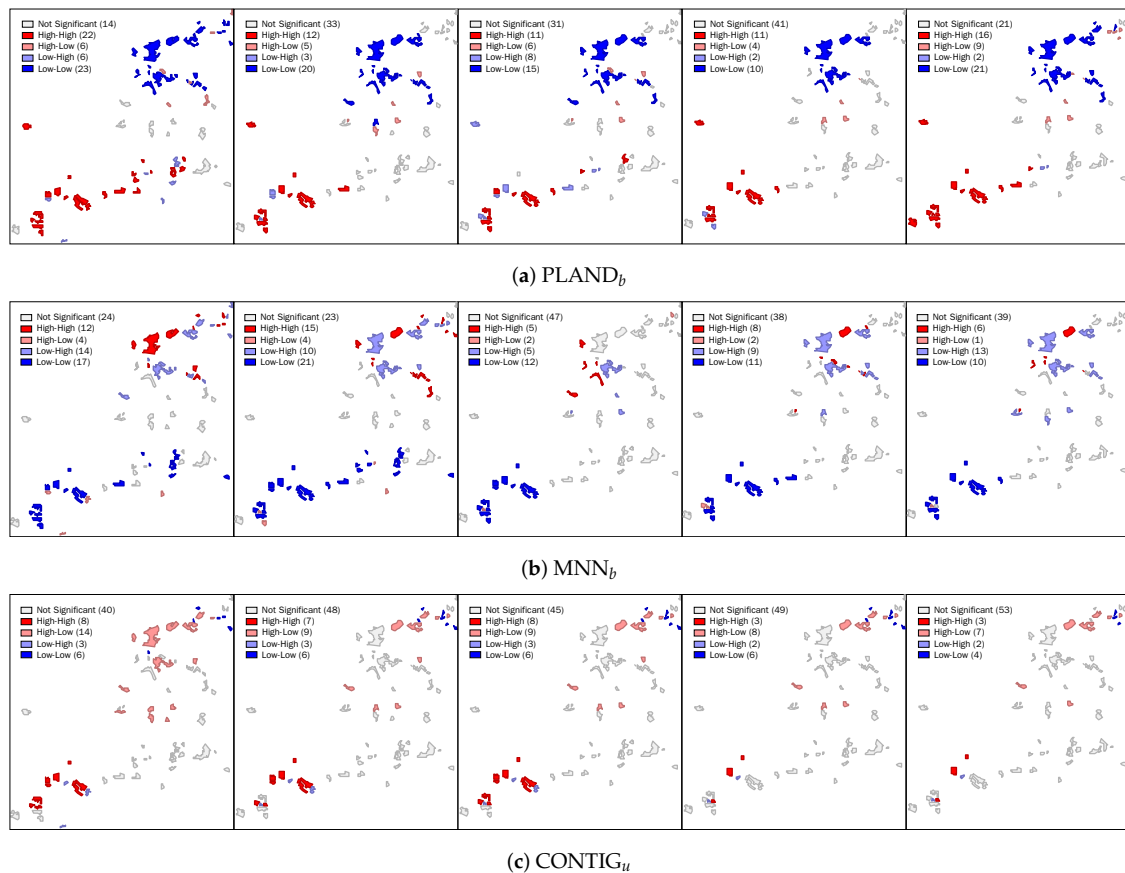 Not Significant (14)
High-High (22)
High-Low (6)
Low-High (6)
Low-Low (23)
Not Significant (33)
High-High (12)
High-Low (5)
Low-High (3)
Low-Low (20)
Not Significant (31)
High-High (11)
High-Low (6)
Low-High (8)
Low-Low (15)
Not Significant (41)
High-High (11)
High-Low (4)
Low-High (2)
Low-Low (10)
Not Significant (21)
High-High (16)
High-Low (9)
Low-High (2)
Low-Low (21)
(a) PLANDb
Not Significant (24)
High-High (12)
High-Low (4)
Low-High (14)
Low-Low (17)
Not Significant (23)
High-High (15)
High-Low (4)
Low-High (10)
Low-Low (21)
Not Significant (47)
High-High (5)
High-Low (2)
Low-High (5)
Low-Low (12)
Not Significant (38)
High-High (8)
High-Low (2)
Low-High (9)
Low-Low (11)
Not Significant (39)
High-High (6)
High-Low (1)
Low-High (13)
Low-Low (10)
(b) MNNb
Not Significant (40)
High-High (8)
High-Low (14)
Low-High (3)
Low-Low (6)
Not Significant (48)
High-High (7)
High-Low (9)
Low-High (3)
Low-Low (6)
Not Significant (45)
High-High (8)
High-Low (9)
Low-High (3)
Low-Low (6)
Not Significant (49)
High-High (3)
High-Low (8)
Low-High (2)
Low-Low (6)
Not Significant (53)
High-High (3)
High-Low (7)
Low-High (2)
Low-Low (4)
(c) CONTIGu